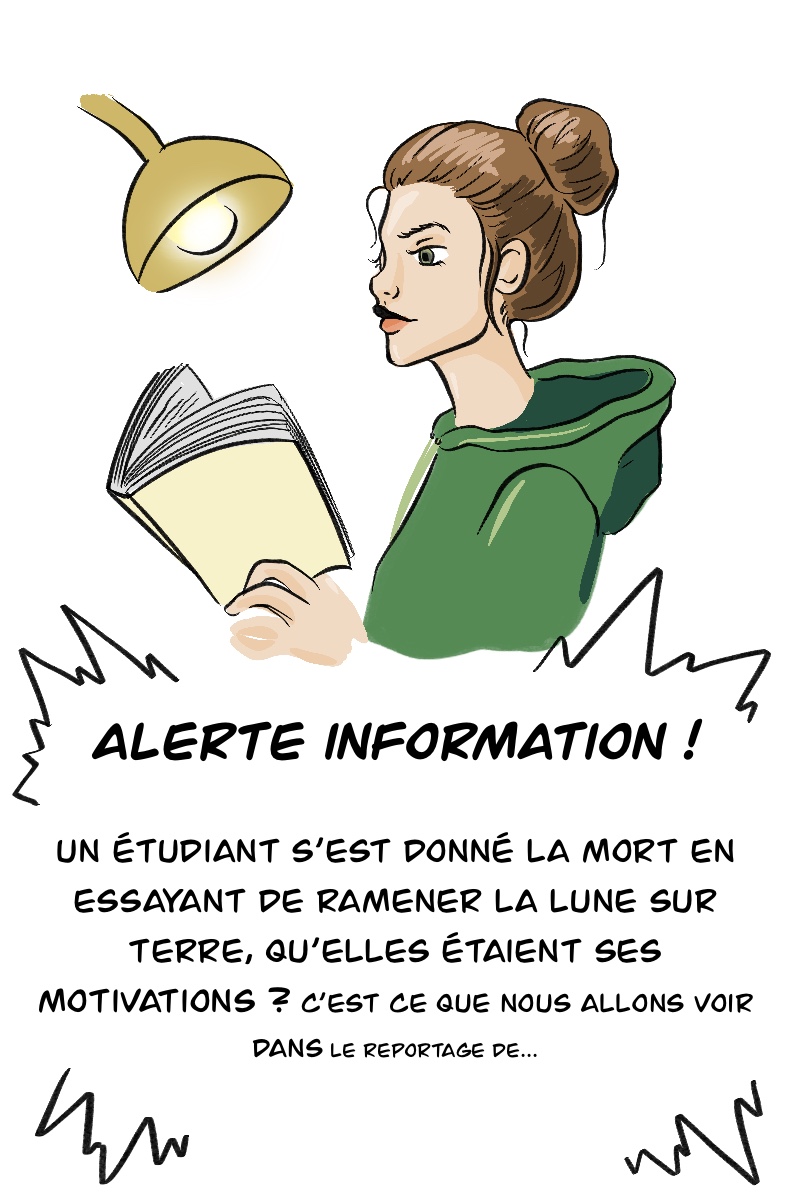 ALERTE INFORMATION !
UN ÉTUDIANT S'EST DONNÉ LA MORT EN
ESSAYANT DE RAMENER LA LUNE SUR
TERRE, QU'ELLES ÉTAIENT SES
MOTIVATIONS ? C'EST CE QUE NOUS ALLONS VOIR
DANS LE REPORTAGE DE...